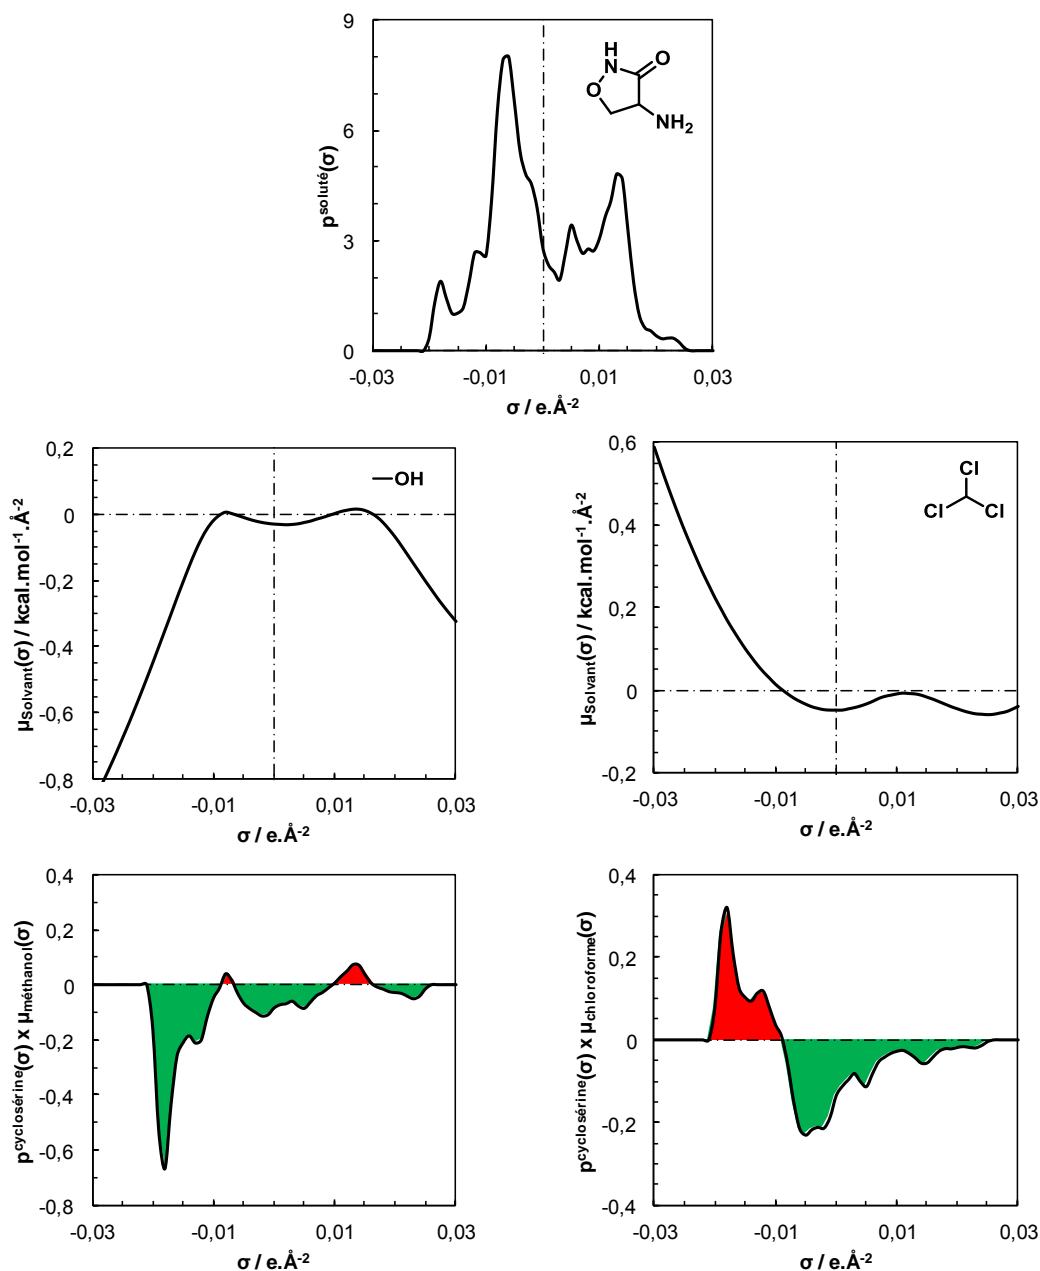 9
6
3
0
p^soluté(σ)
H
N
O
O
NH₂
-0,03
-0,01
0,01
0,03
σ / e.Å⁻²
0,2
0
-0,2
-0,4
-0,6
-0,8
μ_Solvant(σ) / kcal.mol⁻¹.Å⁻²
OH
-0,03
-0,01
0,01
0,03
σ / e.Å⁻²
0,6
0,4
0,2
0
-0,2
μ_Solvant(σ) / kcal.mol⁻¹.Å⁻²
Cl
Cl
Cl
-0,03
-0,01
0,01
0,03
σ / e.Å⁻²
0,4
0,2
0
-0,2
-0,4
-0,6
-0,8
p^cyclosérine(σ) x μ_méthanol(σ)
-0,03
-0,01
0,01
0,03
σ / e.Å⁻²
0,4
0,2
0
-0,2
-0,4
p^cyclosérine(σ) x μ_chloroforme(σ)
-0,03
-0,01
0,01
0,03
σ / e.Å⁻²